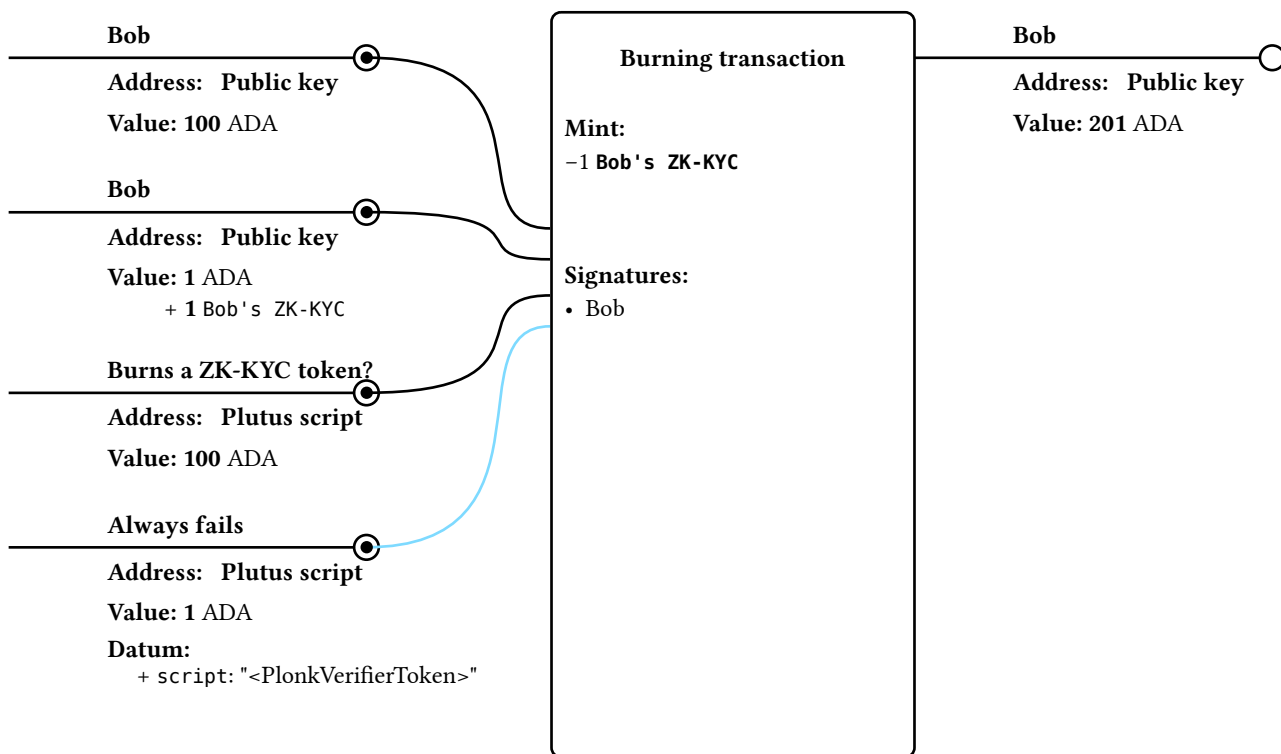 Bob
Address: Public key
Value: 100 ADA
Bob
Address: Public key
Value: 1 ADA
+ 1 Bob's ZK-KYC
Burns a ZK-KYC token?
Address: Plutus script
Value: 100 ADA
Always fails
Address: Plutus script
Value: 1 ADA
Datum:
+ script: "<PlonkVerifierToken>"
Burning transaction
Mint:
−1 Bob's ZK-KYC
Signatures:
• Bob
Bob
Address: Public key
Value: 201 ADA